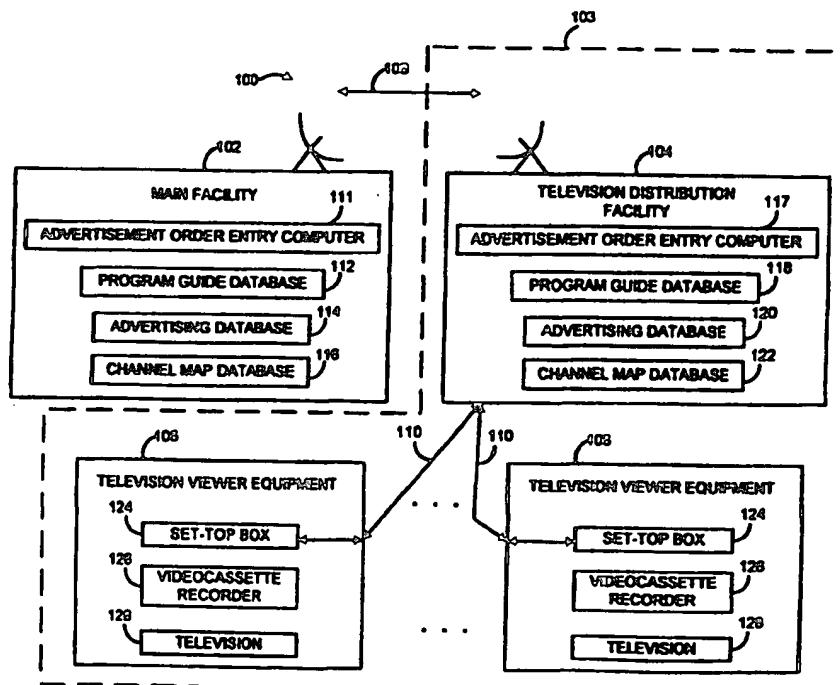 103
100
102
104
MAIN FACILITY
111
ADVERTISEMENT ORDER ENTRY COMPUTER
PROGRAM GUIDE DATABASE
112
ADVERTISING DATABASE
114
CHANNEL MAP DATABASE
116
TELEVISION DISTRIBUTION
FACILITY
117
ADVERTISEMENT ORDER ENTRY COMPUTER
PROGRAM GUIDE DATABASE
118
ADVERTISING DATABASE
120
CHANNEL MAP DATABASE
122
110
110
TELEVISION VIEWER EQUIPMENT
124
SET-TOP BOX
126
VIDEOCASSETTE
RECORDER
128
TELEVISION
. . .
. . .
TELEVISION VIEWER EQUIPMENT
124
SET-TOP BOX
126
VIDEOCASSETTE
RECORDER
128
TELEVISION